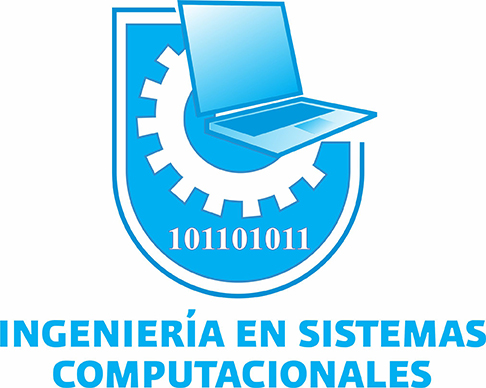 101101011
INGENIERÍA EN SISTEMAS
COMPUTACIONALES